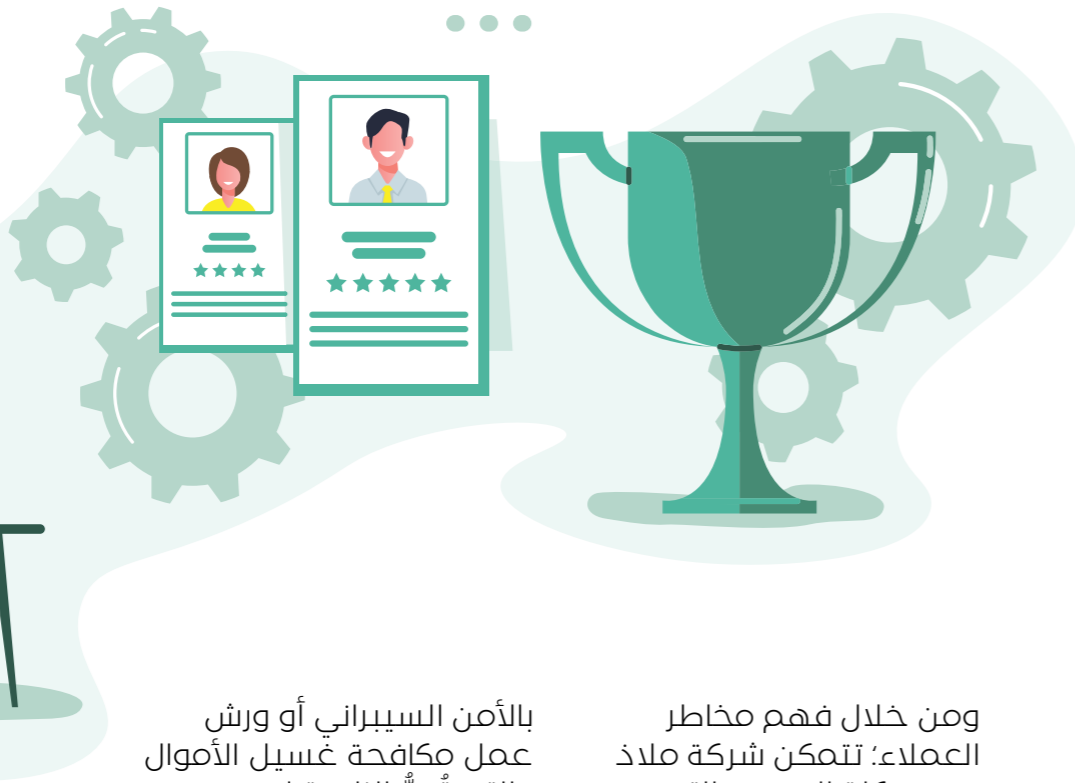 ومن خلال فهم مخاطر
العملاء؛ تتمكن شركة ملاذ
بالأمن السيبراني أو ورش
عمل مكافحة غسيل الأموال